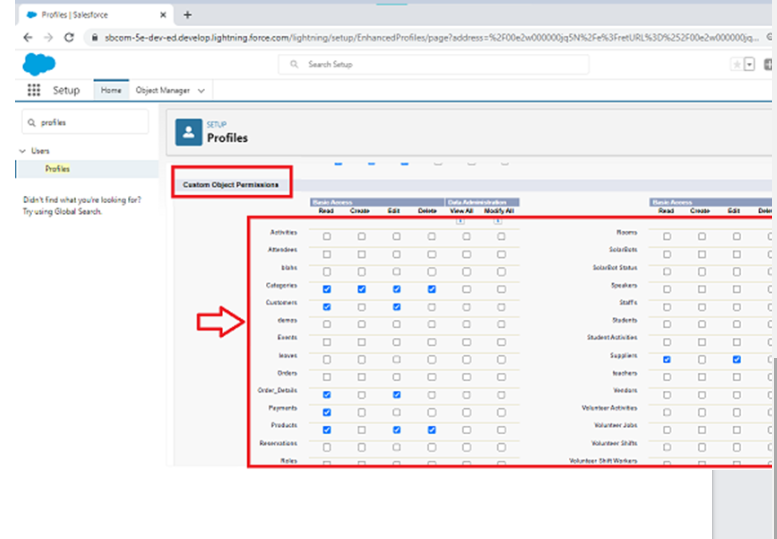 Profiles | Salesforce
sbcom-5e-dev-ed.develop.lightning.force.com/lightning/setup/EnhancedProfiles/page?address=%2F00e2w000000jq5N%2Fe%3FretURL%3D%252F00e2w000000jq...
Search Setup
Setup
Home
Object Manager
profiles
SETUP
Profiles
Users
Profiles
Didn't find what you're looking for?
Try using Global Search.
Custom Object Permissions
Basic Access Data Administration Basic Access
Read Create Edit Delete View All Modify All Read Create Edit
Activities Rooms
Attendees SolarBots
blahs SolarBot Status
Categories Speakers
Customers Staffs
demos Students
Events Student Activities
leaves Suppliers
Orders teachers
Order_Details Vendors
Payments Volunteer Activities
Products Volunteer Jobs
Reservations Volunteer Shifts
Roles Volunteer Shift Workers